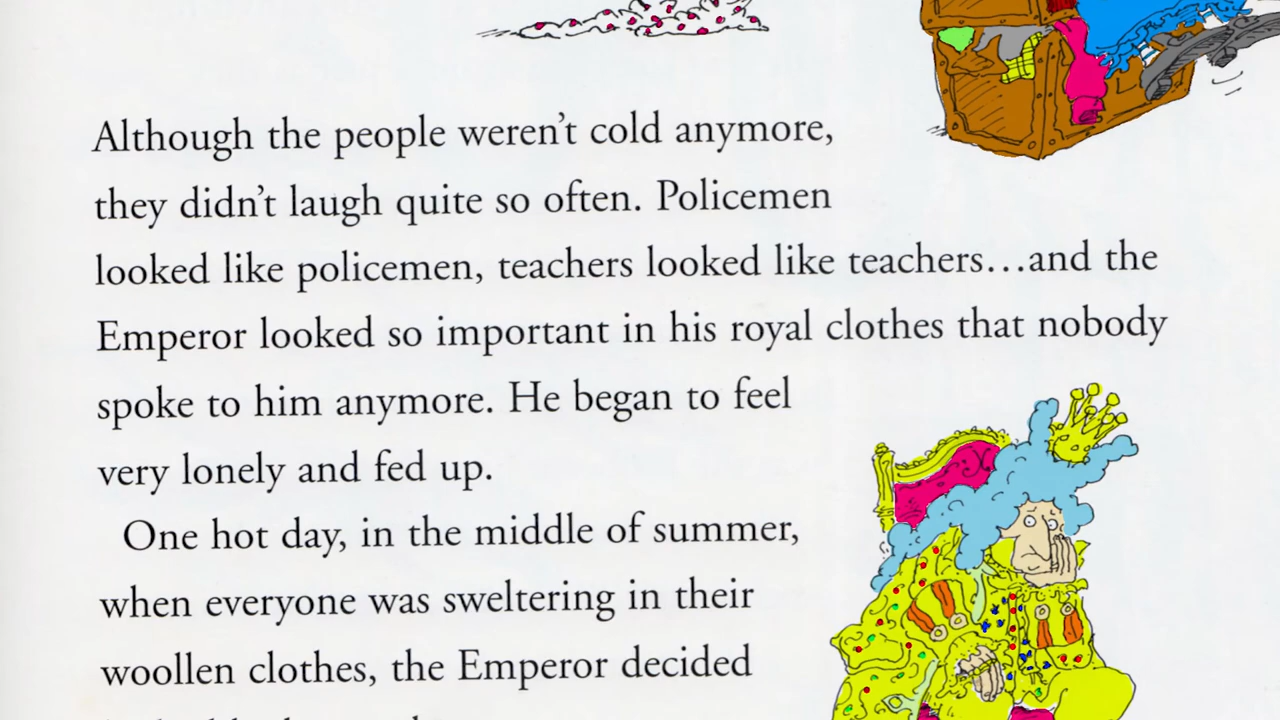 Although the people weren't cold anymore,
they didn't laugh quite so often. Policemen
looked like policemen, teachers looked like teachers…and the
Emperor looked so important in his royal clothes that nobody
spoke to him anymore. He began to feel
very lonely and fed up.
One hot day, in the middle of summer,
when everyone was sweltering in their
woollen clothes, the Emperor decided